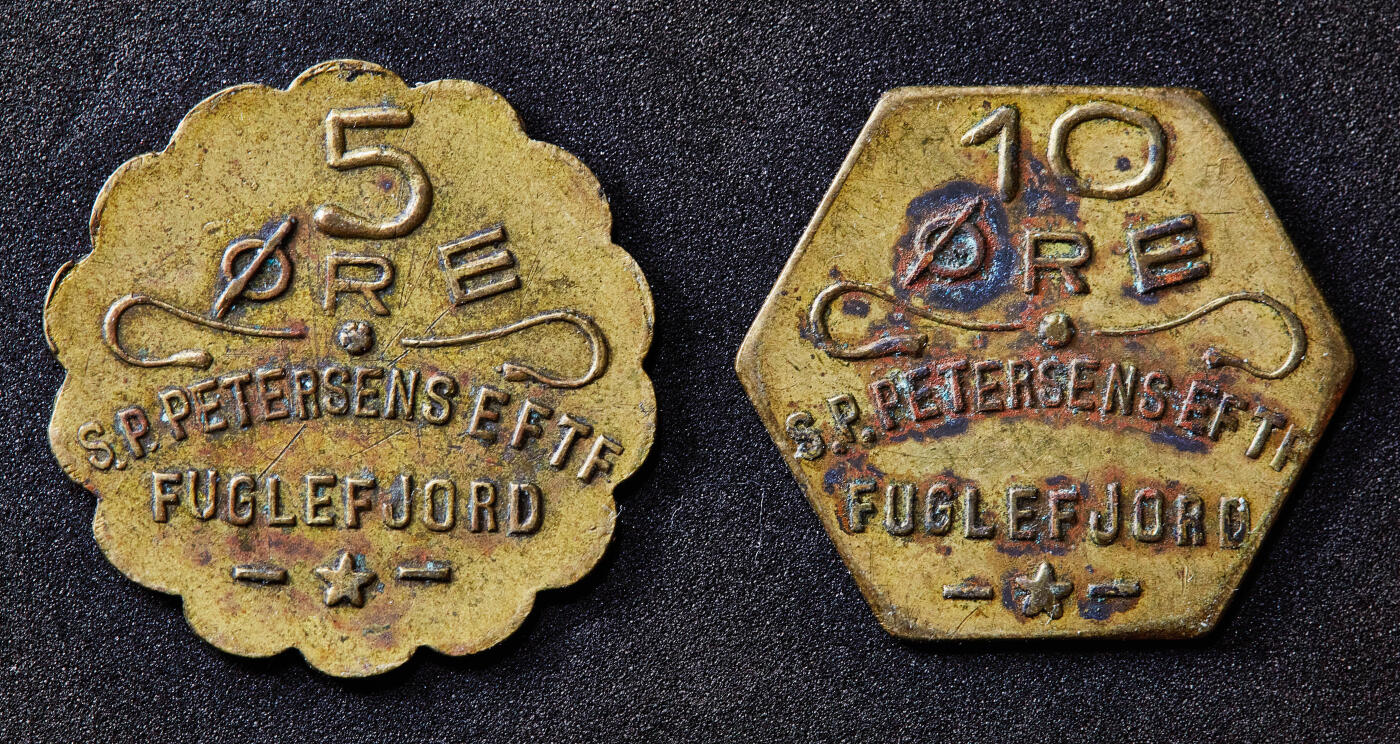 5
ØRE
S.P. PETERSENS EFTF
FUGLEFJORD
10
ØRE
S.P. PETERSENS EFTF
FUGLEFJORD